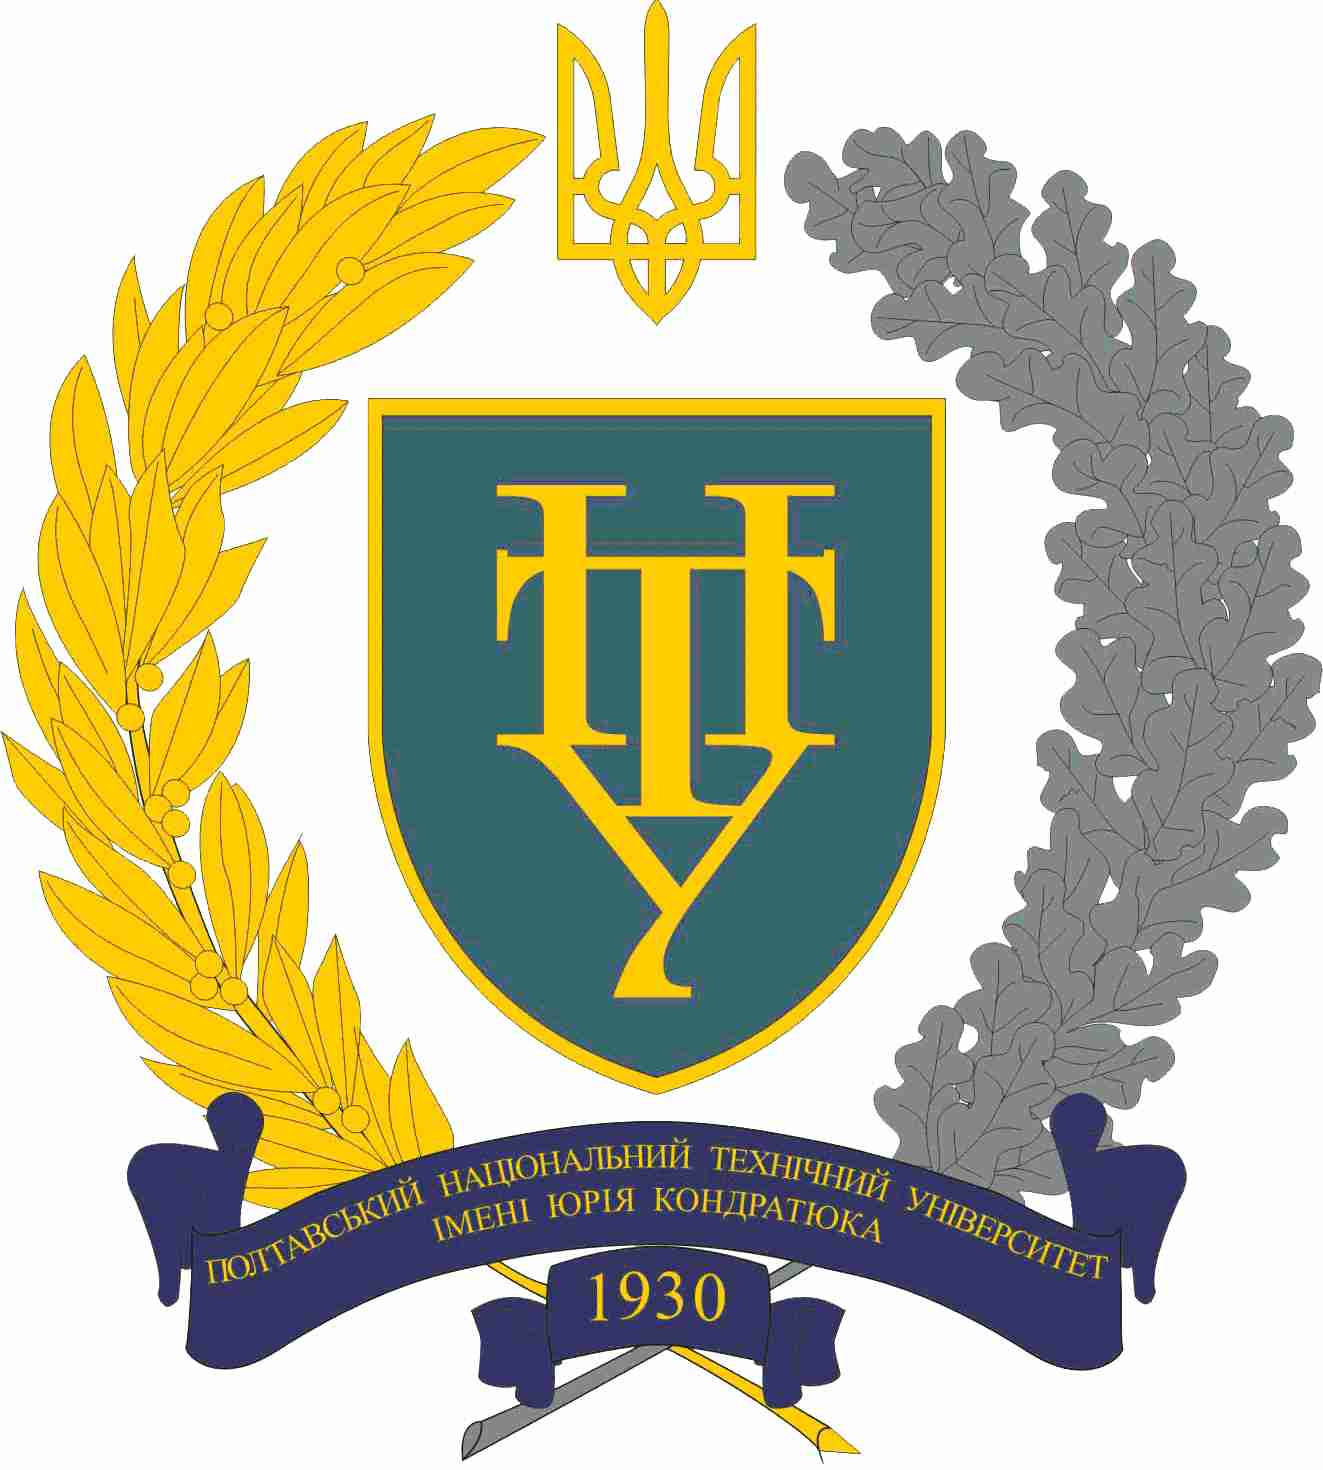 ПОЛТАВСЬКИЙ НАЦІОНАЛЬНИЙ ТЕХНІЧНИЙ УНІВЕРСИТЕТ
ІМЕНІ ЮРІЯ КОНДРАТЮКА
1930